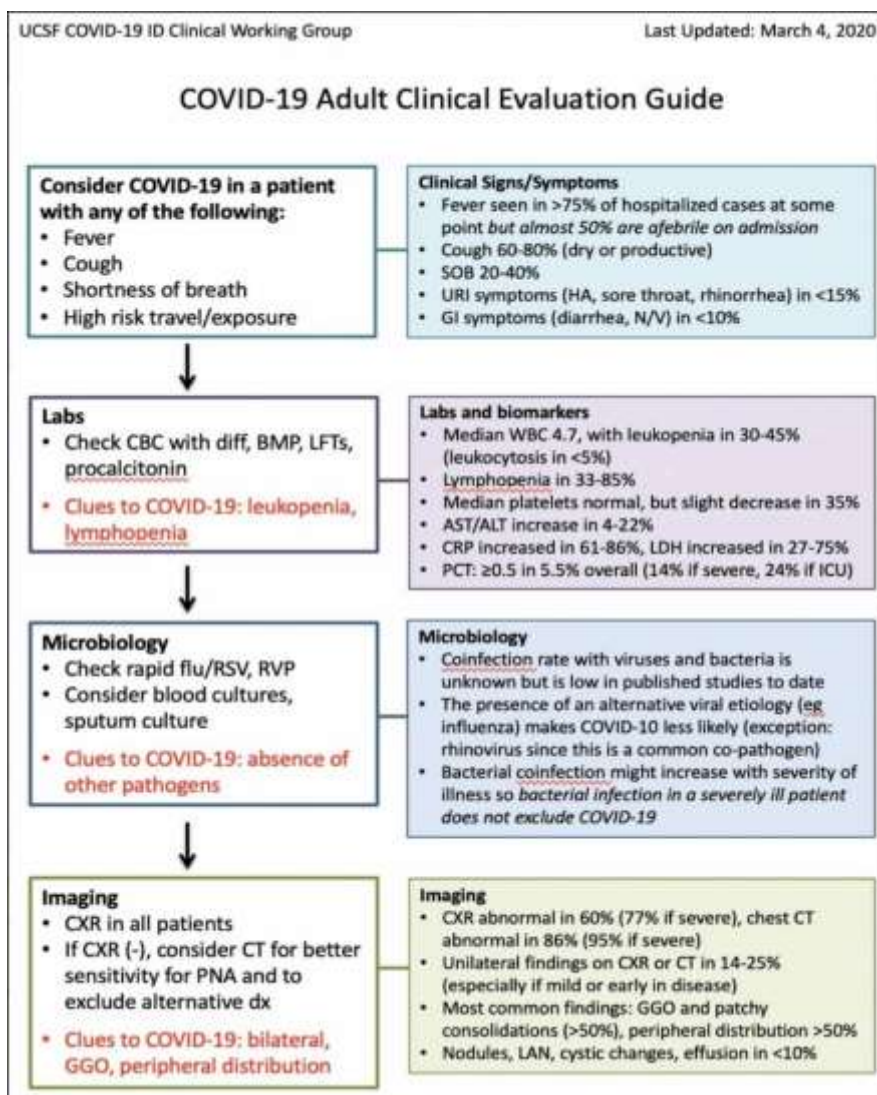 UCSF COVID-19 ID Clinical Working Group
Last Updated: March 4, 2020
COVID-19 Adult Clinical Evaluation Guide
Consider COVID-19 in a patient
with any of the following:
• Fever
• Cough
• Shortness of breath
• High risk travel/exposure
Clinical Signs/Symptoms
• Fever seen in >75% of hospitalized cases at some
point but almost 50% are afebrile on admission
• Cough 60-80% (dry or productive)
• SOB 20-40%
• URI symptoms (HA, sore throat, rhinorrhea) in <15%
• GI symptoms (diarrhea, N/V) in <10%
Labs
• Check CBC with diff, BMP, LFTs,
procalcitonin
• Clues to COVID-19: leukopenia,
lymphopenia
Labs and biomarkers
• Median WBC 4.7, with leukopenia in 30-45%
(leukocytosis in <5%)
• Lymphopenia in 33-85%
• Median platelets normal, but slight decrease in 35%
• AST/ALT increase in 4-22%
• CRP increased in 61-86%, LDH increased in 27-75%
• PCT: ≥0.5 in 5.5% overall (14% if severe, 24% if ICU)
Microbiology
• Check rapid flu/RSV, RVP
• Consider blood cultures,
sputum culture
• Clues to COVID-19: absence of
other pathogens
Microbiology
• Coinfection rate with viruses and bacteria is
unknown but is low in published studies to date
• The presence of an alternative viral etiology (eg
influenza) makes COVID-10 less likely (exception:
rhinovirus since this is a common co-pathogen)
• Bacterial coinfection might increase with severity of
illness so bacterial infection in a severely ill patient
does not exclude COVID-19
Imaging
• CXR in all patients
• If CXR (-), consider CT for better
sensitivity for PNA and to
exclude alternative dx
• Clues to COVID-19: bilateral,
GGO, peripheral distribution
Imaging
• CXR abnormal in 60% (77% if severe), chest CT
abnormal in 86% (95% if severe)
• Unilateral findings on CXR or CT in 14-25%
(especially if mild or early in disease)
• Most common findings: GGO and patchy
consolidations (>50%), peripheral distribution >50%
• Nodules, LAN, cystic changes, effusion in <10%